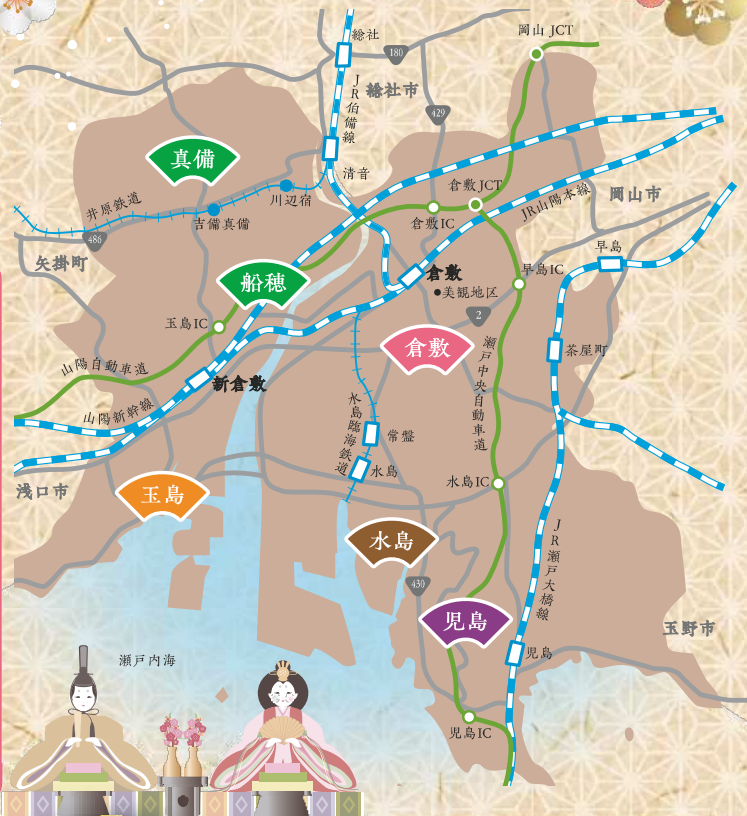 岡山 JCT
総社
180
総社市
JR伯備線
429
真備
清音
倉敷JCT
川辺宿
井原鉄道
吉備真備
倉敷IC
JR山陽本線
岡山市
486
矢掛町
早島
倉敷
美観地区
早島IC
船穂
玉島IC
2
倉敷
瀬戸中央自動車道
茶屋町
山陽自動車道
新倉敷
山陽新幹線
水島臨海鉄道
常盤
水島
浅口市
玉島
水島IC
水島
JR瀬戸大橋線
430
児島
玉野市
児島
瀬戸内海
児島IC